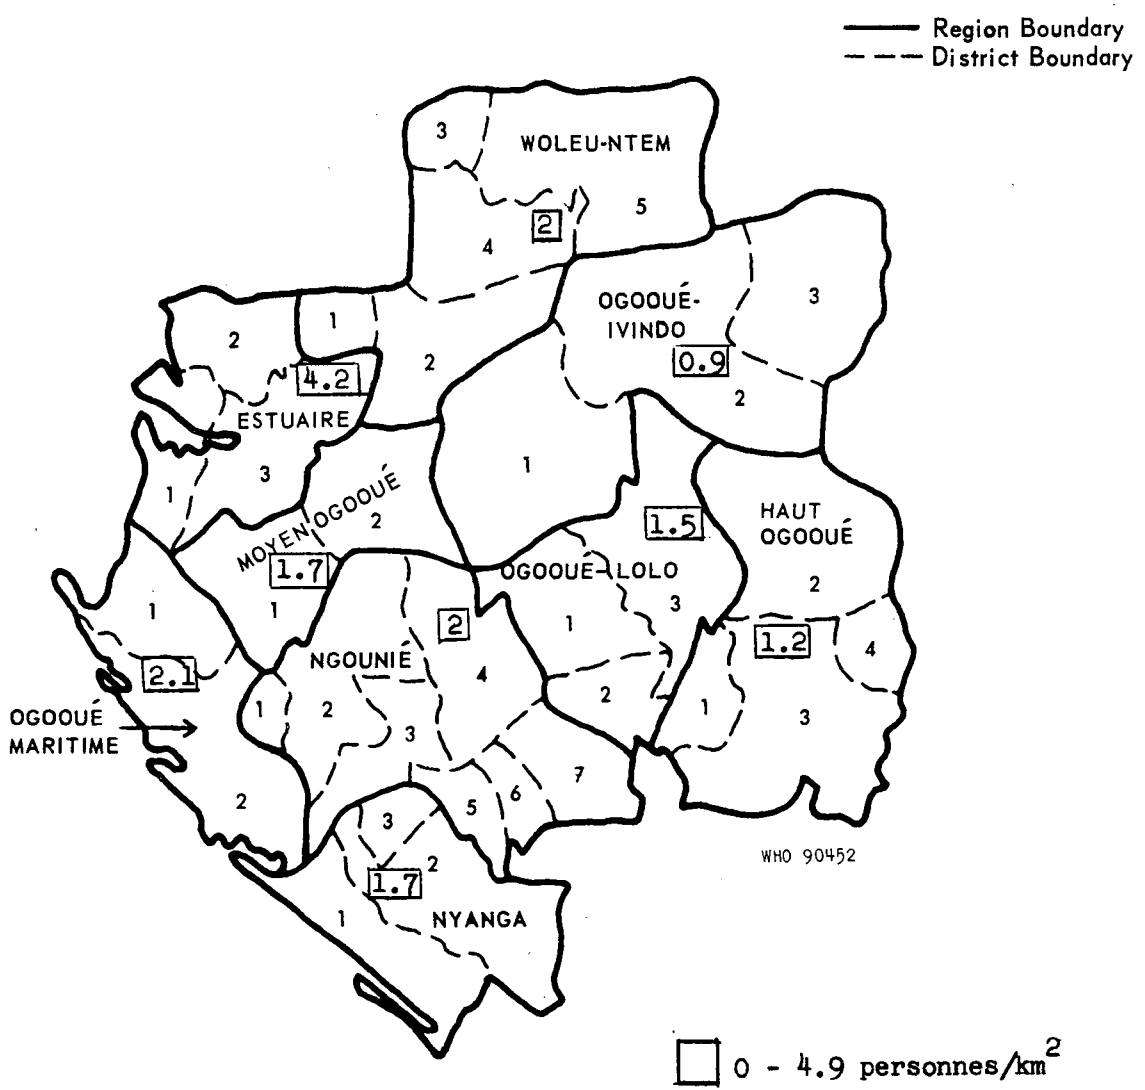 Region Boundary
District Boundary
3
WOLEU-NTEM
5
2
4
OGOOUÉ-
IVINDO
3
1
2
2
0.9
4.2
2
ESTUAIRE
1
3
1
MOYEN OGOOUÉ
2
1.5
HAUT
OGOOUÉ
1.7
OGOOUÉ-LOLO
2
1
1
3
1
2
1.2
4
NGOUNIÉ
4
2.1
2
1
2
1
3
OGOOUÉ
MARITIME
3
7
6
2
5
3
2
WHO 90452
1.7
1
NYANGA
0 - 4.9 personnes/km²